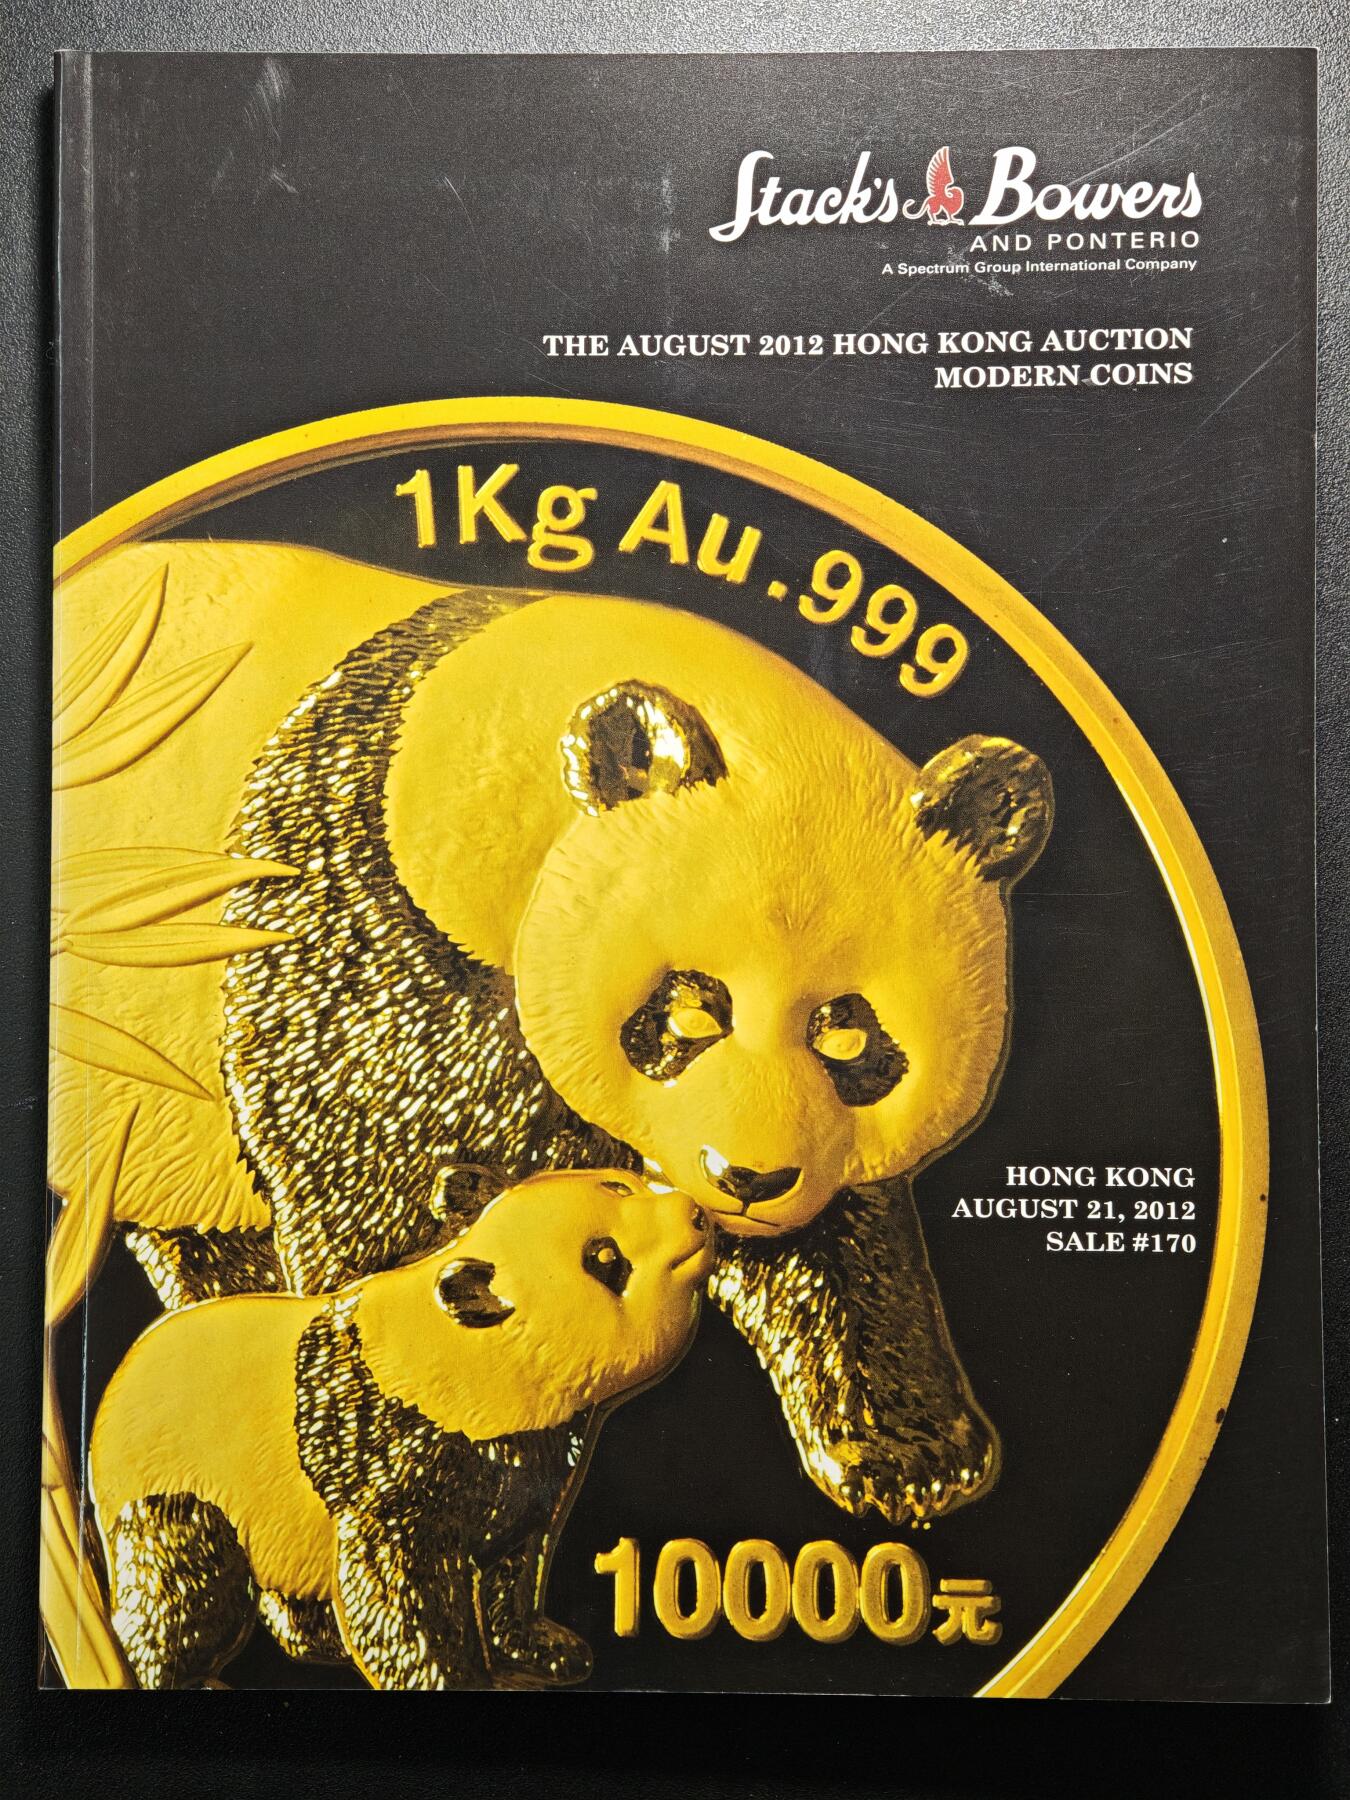 Stack's Bowers
AND PONTERIO
A Spectrum Group International Company
THE AUGUST 2012 HONG KONG AUCTION
MODERN COINS
1Kg Au .999
HONG KONG
AUGUST 21, 2012
SALE #170
10000元